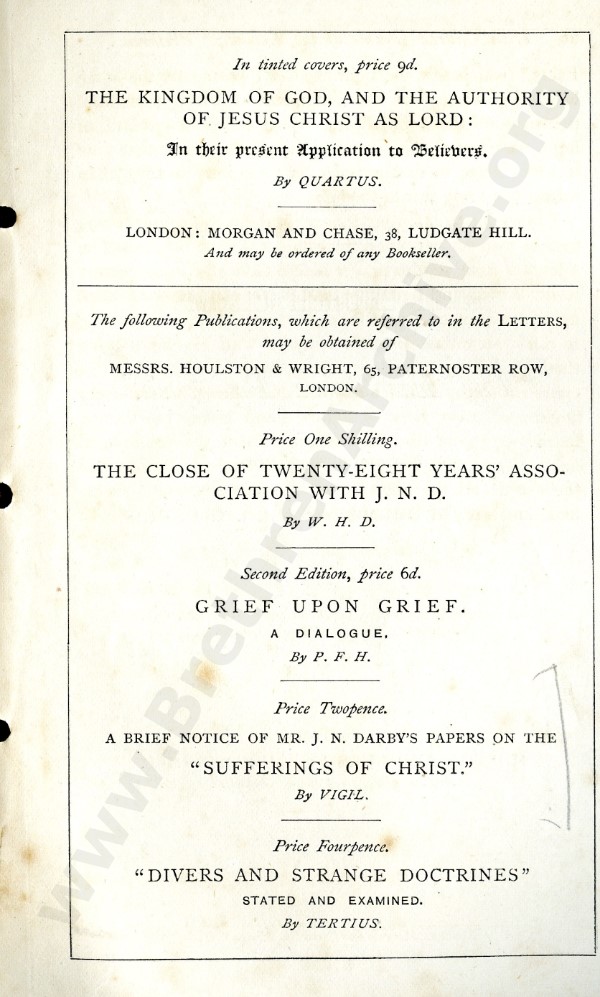 In tinted covers, price 9d.
THE KINGDOM OF GOD, AND THE AUTHORITY
OF JESUS CHRIST AS LORD:
In their present Application to Believers.
By QUARTUS.
LONDON: MORGAN AND CHASE, 38, LUDGATE HILL.
And may be ordered of any Bookseller.
The following Publications, which are referred to in the LETTERS,
may be obtained of
MESSRS. HOULSTON & WRIGHT, 65, PATERNOSTER ROW,
LONDON.
Price One Shilling.
THE CLOSE OF TWENTY-EIGHT YEARS' ASSO-
CIATION WITH J. N. D.
By W. H. D.
Second Edition, price 6d.
GRIEF UPON GRIEF.
A DIALOGUE.
By P. F. H.
Price Twopence.
A BRIEF NOTICE OF MR. J. N. DARBY'S PAPERS ON THE
"SUFFERINGS OF CHRIST."
By VIGIL.
Price Fourpence.
"DIVERS AND STRANGE DOCTRINES"
STATED AND EXAMINED.
By TERTIUS.
www.BrethrenArchive.org